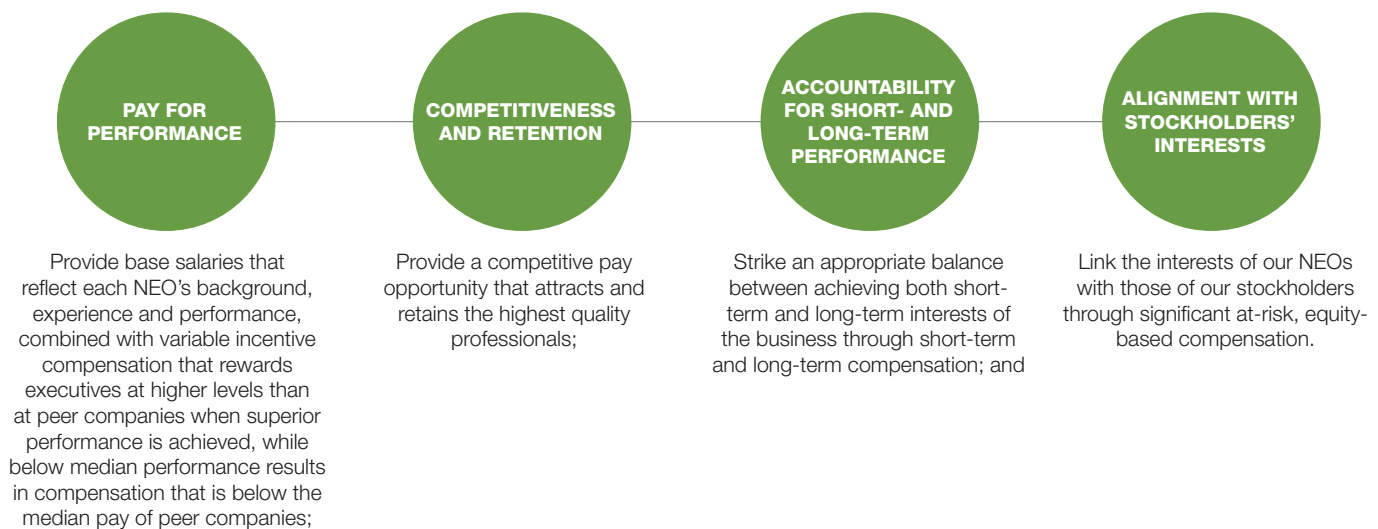 PAY FOR
PERFORMANCE
Provide base salaries that
reflect each NEO’s background,
experience and performance,
combined with variable incentive
compensation that rewards
executives at higher levels than
at peer companies when superior
performance is achieved, while
below median performance results
in compensation that is below the
median pay of peer companies;
COMPETITIVENESS
AND RETENTION
Provide a competitive pay
opportunity that attracts and
retains the highest quality
professionals;
ACCOUNTABILITY
FOR SHORT- AND
LONG-TERM
PERFORMANCE
Strike an appropriate balance
between achieving both short-
term and long-term interests of
the business through short-term
and long-term compensation; and
ALIGNMENT WITH
STOCKHOLDERS’
INTERESTS
Link the interests of our NEOs
with those of our stockholders
through significant at-risk, equity-
based compensation.